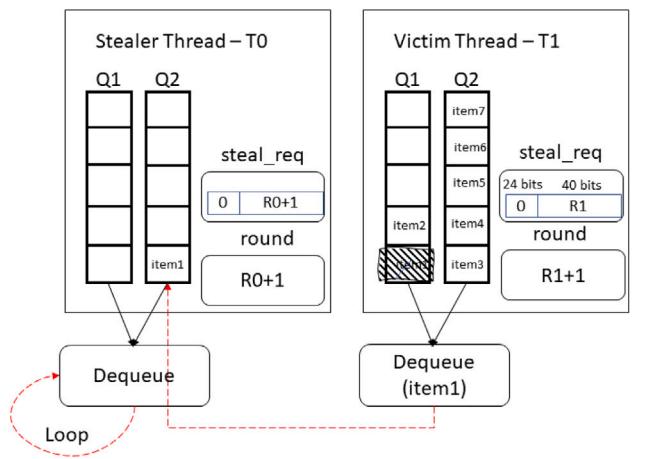 Stealer Thread – T0
Q1 Q2
item1
steal_req
0 R0+1
round
R0+1
Dequeue
Loop
Victim Thread – T1
Q1 Q2
item2
item7
item6
item5
item4
item3
steal_req
24 bits 40 bits
0 R1
round
R1+1
Dequeue
(item1)